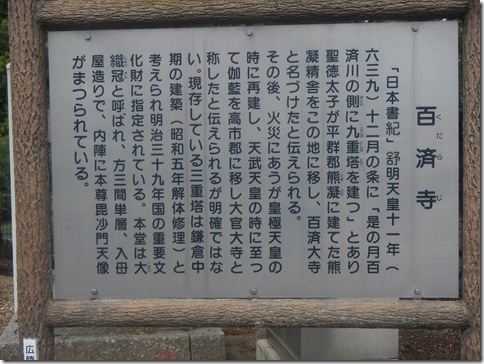 百済寺
くだらじ
「日本書紀」舒明天皇十一年(
六三九)十二月の条に「是の月百
済川の側に九重塔を建つ」とあり
聖徳太子が平群郡熊凝に建てた熊
凝精舎をこの地に移し、百済大寺
と名づけたと伝えられる。
その後、火災にあうが皇極天皇の
時に再建し、天武天皇の時に至っ
て伽藍を高市郡に移し大官大寺と
称したと伝えられるが明確ではな
い。現存している三重塔は鎌倉中
期の建築(昭和五年解体修理)と
考えられ明治三十九年国の重要文
化財に指定されている。本堂は大
織冠と呼ばれ、方三間単層、入母
屋造りで、内陣に本尊毘沙門天像
がまつられている。
広陵